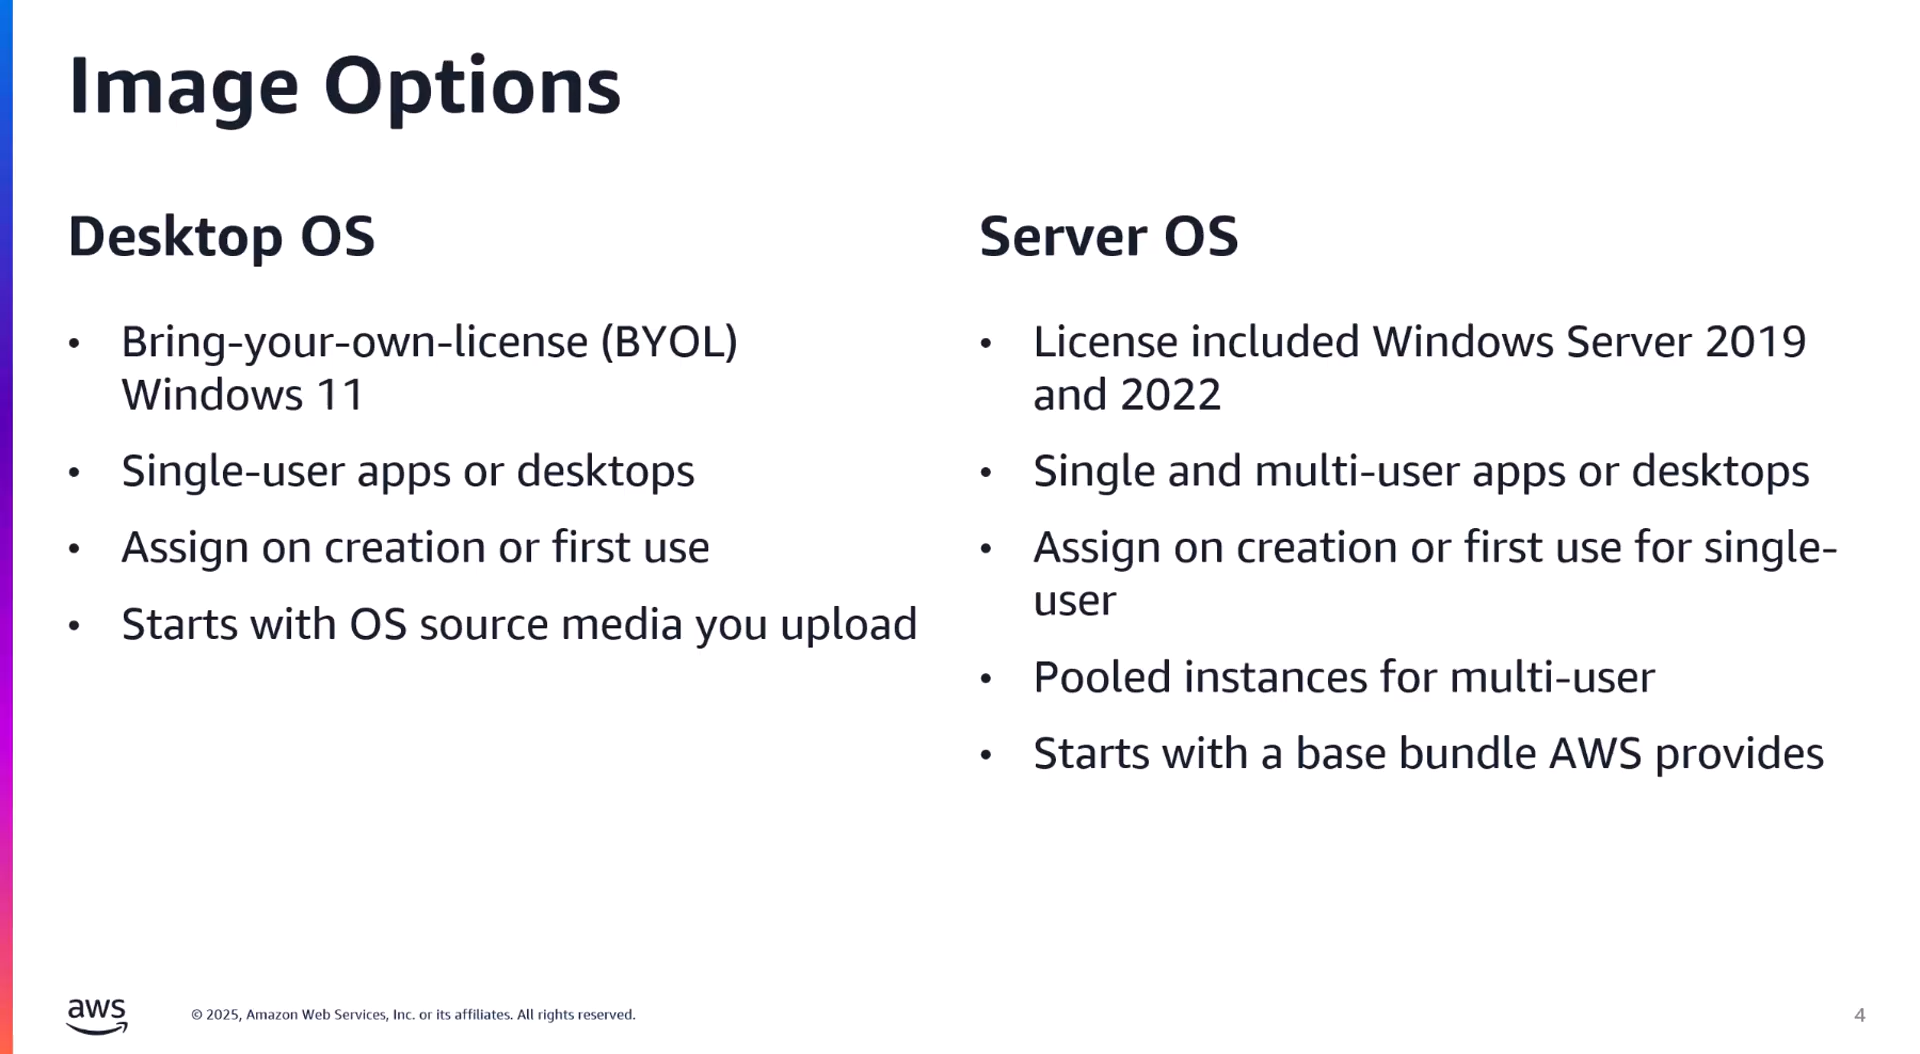 Image Options
Desktop OS
• Bring-your-own-license (BYOL)
Windows 11
• Single-user apps or desktops
• Assign on creation or first use
• Starts with OS source media you upload
Server OS
• License included Windows Server 2019
and 2022
• Single and multi-user apps or desktops
• Assign on creation or first use for single-
user
• Pooled instances for multi-user
• Starts with a base bundle AWS provides
aws
© 2025, Amazon Web Services, Inc. or its affiliates. All rights reserved.
4